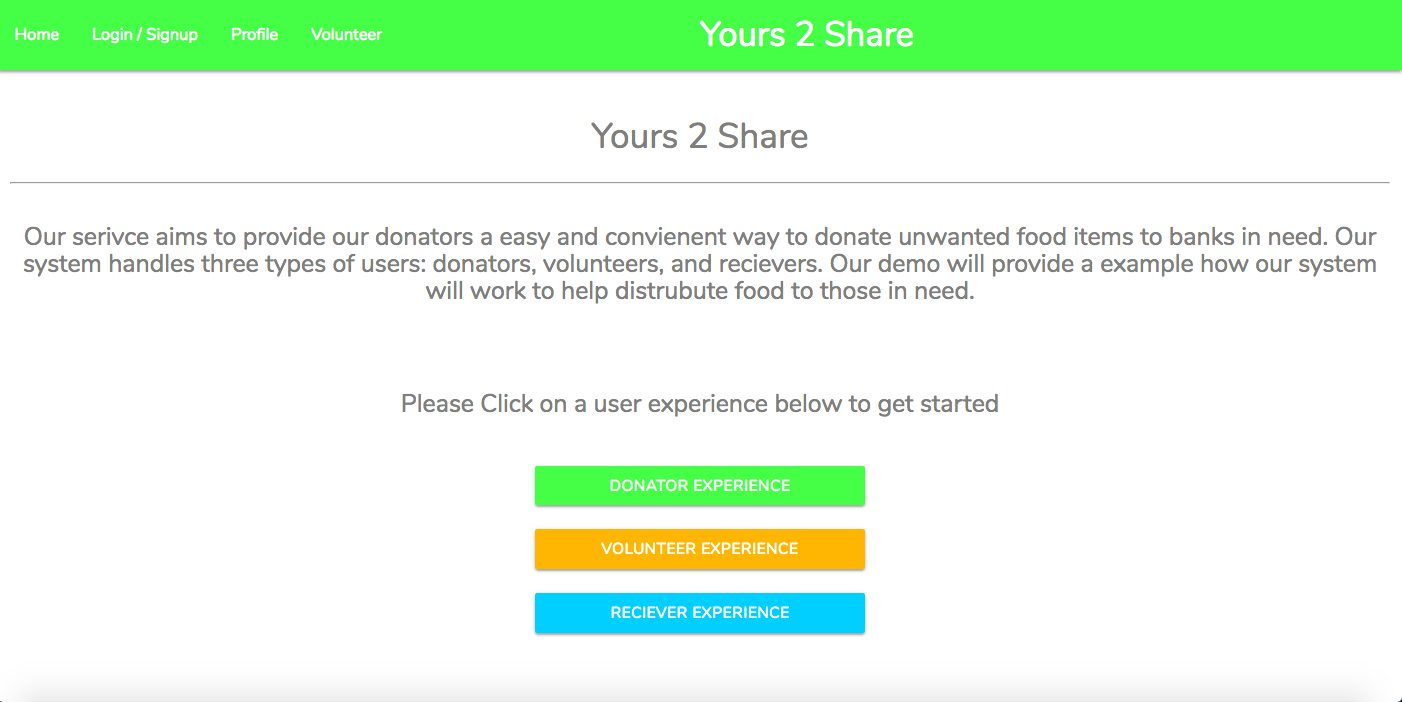 Home Login / Signup Profile Volunteer Yours 2 Share
Yours 2 Share
Our serivce aims to provide our donators a easy and convienent way to donate unwanted food items to banks in need. Our
system handles three types of users: donators, volunteers, and recievers. Our demo will provide a example how our system
will work to help distrubute food to those in need.
Please Click on a user experience below to get started
DONATOR EXPERIENCE
VOLUNTEER EXPERIENCE
RECIEVER EXPERIENCE